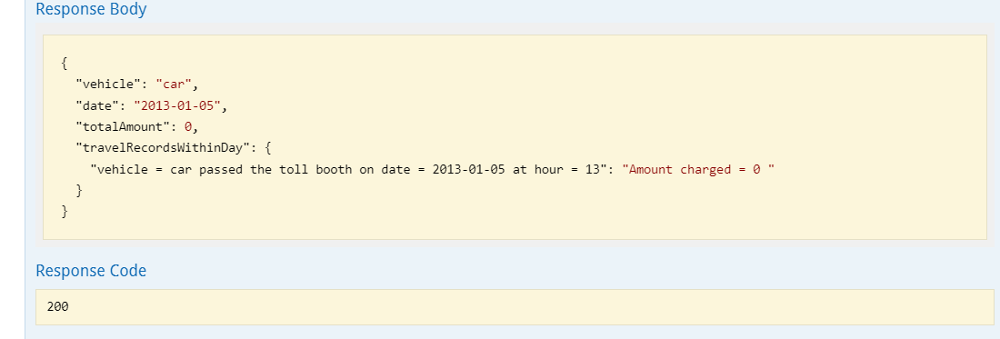 Response Body
{
"vehicle": "car",
"date": "2013-01-05",
"totalAmount": 0,
"travelRecordsWithinDay": {
"vehicle = car passed the toll booth on date = 2013-01-05 at hour = 13": "Amount charged = 0 "
}
}
Response Code
200